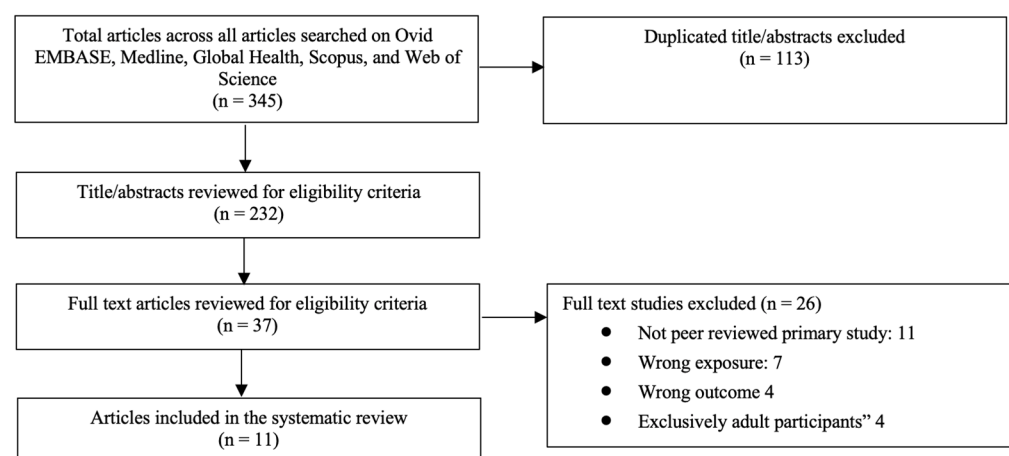 Total articles across all articles searched on Ovid
EMBASE, Medline, Global Health, Scopus, and Web of
Science
(n = 345)
Duplicated title/abstracts excluded
(n = 113)
Title/abstracts reviewed for eligibility criteria
(n = 232)
Full text articles reviewed for eligibility criteria
(n = 37)
Full text studies excluded (n = 26)
● Not peer reviewed primary study: 11
● Wrong exposure: 7
● Wrong outcome 4
● Exclusively adult participants” 4
Articles included in the systematic review
(n = 11)